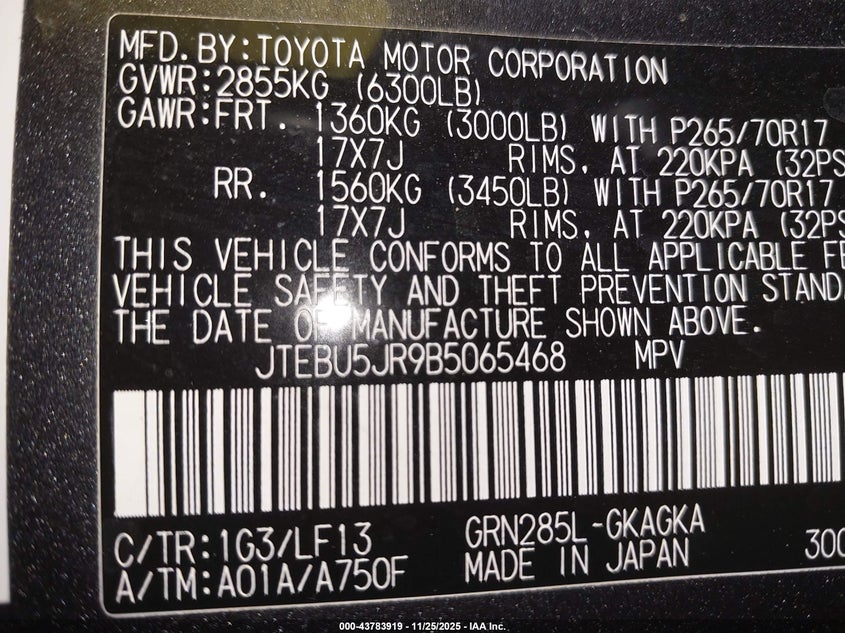 MFD.BY:TOYOTA MOTOR CORPORATION
GVWR:2855KG (6300LB)
GAWR:FRT. 1360KG (3000LB) WITH P265/70R17
17X7J RIMS, AT 220KPA (32PS
RR. 1560KG (3450LB) WITH P265/70R17
17X7J RIMS, AT 220KPA (32PS
THIS VEHICLE CONFORMS TO ALL APPLICABLE FE
VEHICLE SAFETY AND THEFT PREVENTION STAND
THE DATE OF MANUFACTURE SHOWN ABOVE.
JTEBU5JR9B5065468 MPV
C/TR:1G3/LF13 GRN285L-GKAGKA
A/TM:A01A/A750F MADE IN JAPAN 300
000-43783919 - 11/25/2025 - IAA Inc.